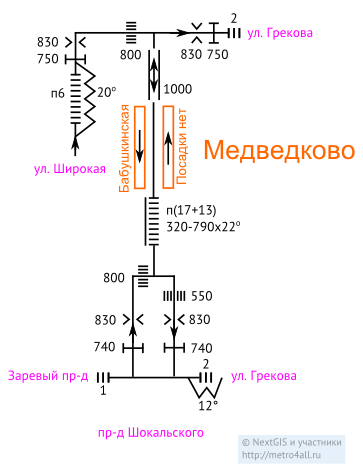 2
ул. Грекова
830
800
830
750
750
п6
20°
1000
Бабушкинская
Посадки нет
Медведково
ул. Широкая
п(17+13)
320-790x22°
800
550
830
830
740
740
Заревый пр-д
1
2
ул. Грекова
12°
пр-д Шокальского
© NextGIS и участники
http://metro4all.ru